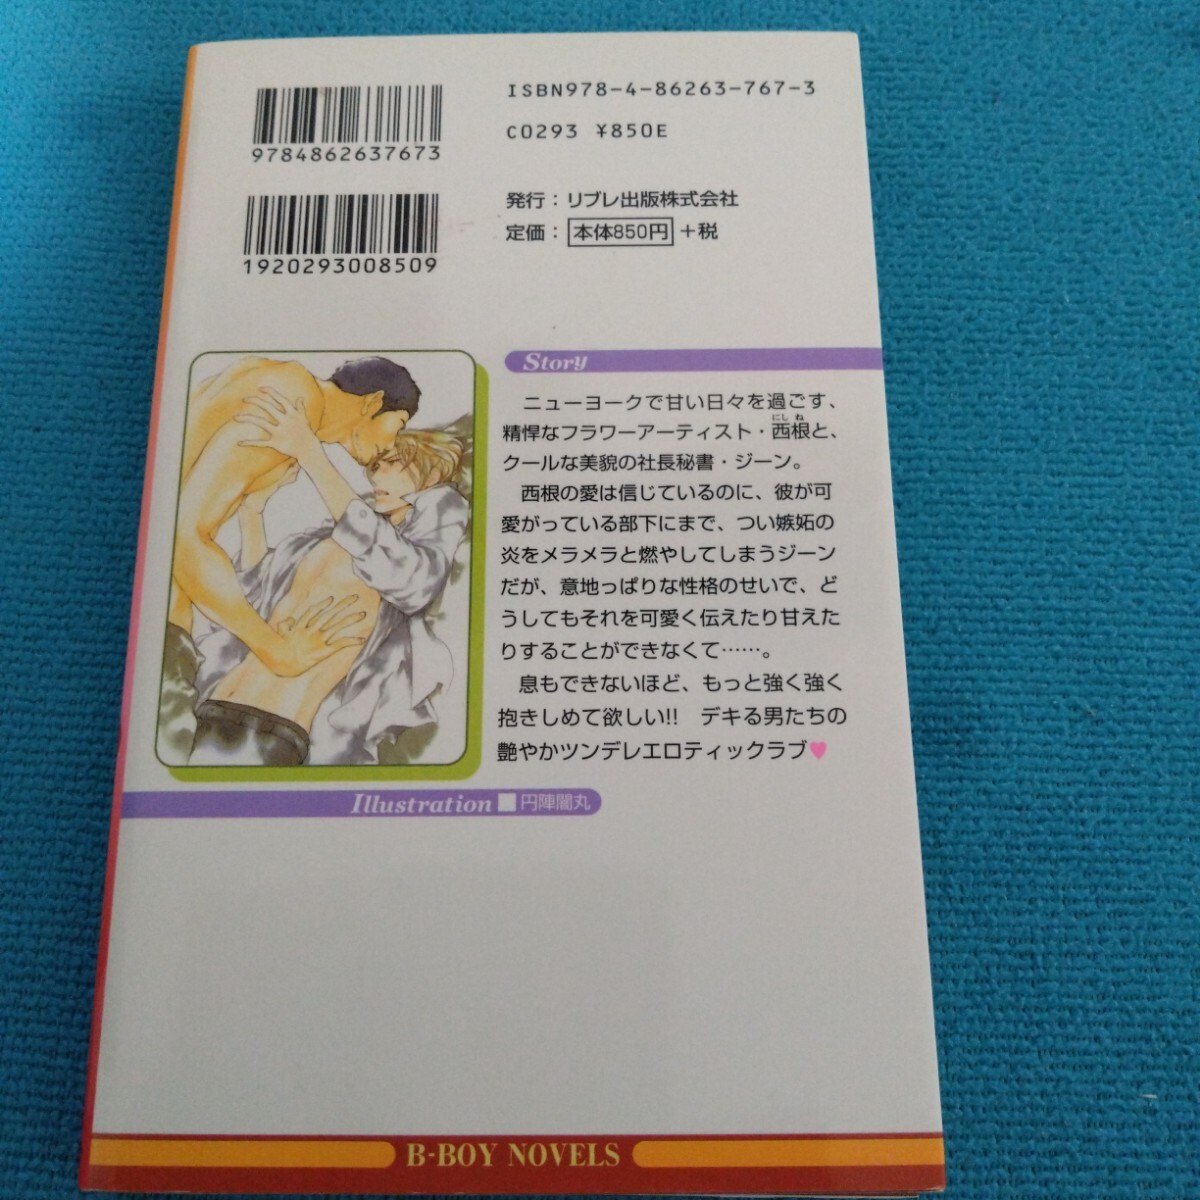 ISBN978-4-86263-767-3
C0293 ¥850E
9784862637673
1920293008509
発行：リブレ出版株式会社
定価：本体850円+税
Story
ニューヨークで甘い日々を過ごす、
精悍なフラワーアーティスト・西根と、
にし ね
クールな美貌の社長秘書・ジーン。
西根の愛は信じているのに、彼が可
愛がっている部下にまで、つい嫉妬の
炎をメラメラと燃やしてしまうジーン
だが、意地っぱりな性格のせいで、ど
うしてもそれを可愛く伝えたり甘えた
りすることができなくて……。
息もできないほど、もっと強く強く
抱きしめて欲しい!! デキる男たちの
艶やかツンデレエロティックラブ♥
Illustration ■円陣闇丸
B-BOY NOVELS